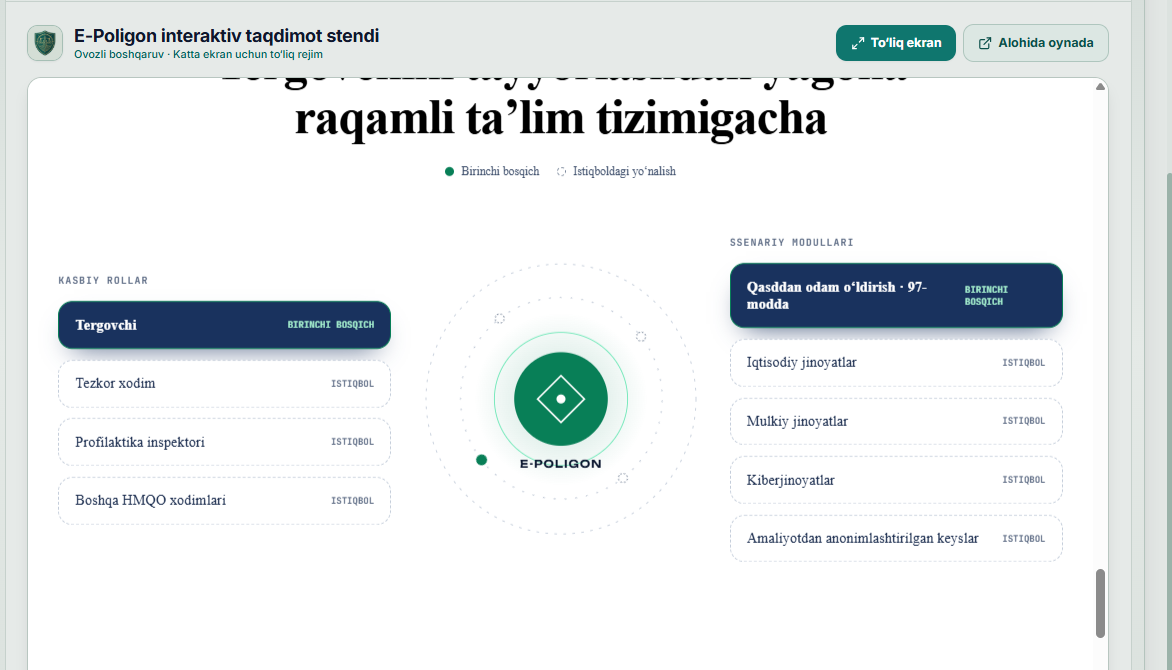 E-Poligon interaktiv taqdimot stendi
Ovozli boshqaruv · Katta ekran uchun to‘liq rejim
To‘liq ekran
Alohida oynada
raqamli ta’lim tizimigacha
Birinchi bosqich
Istiqboldagi yo‘nalish
KASBIY ROLLAR
Tergovchi
BIRINCHI BOSQICH
Tezkor xodim
ISTIQBOL
Profilaktika inspektori
ISTIQBOL
Boshqa HMQO xodimlari
ISTIQBOL
E-POLIGON
SSENARIY MODULLARI
Qasddan odam o‘ldirish · 97-
modda
BIRINCHI
BOSQICH
Iqtisodiy jinoyatlar
ISTIQBOL
Mulkiy jinoyatlar
ISTIQBOL
Kiberjinoyatlar
ISTIQBOL
Amaliyotdan anonimlashtirilgan keyslar
ISTIQBOL